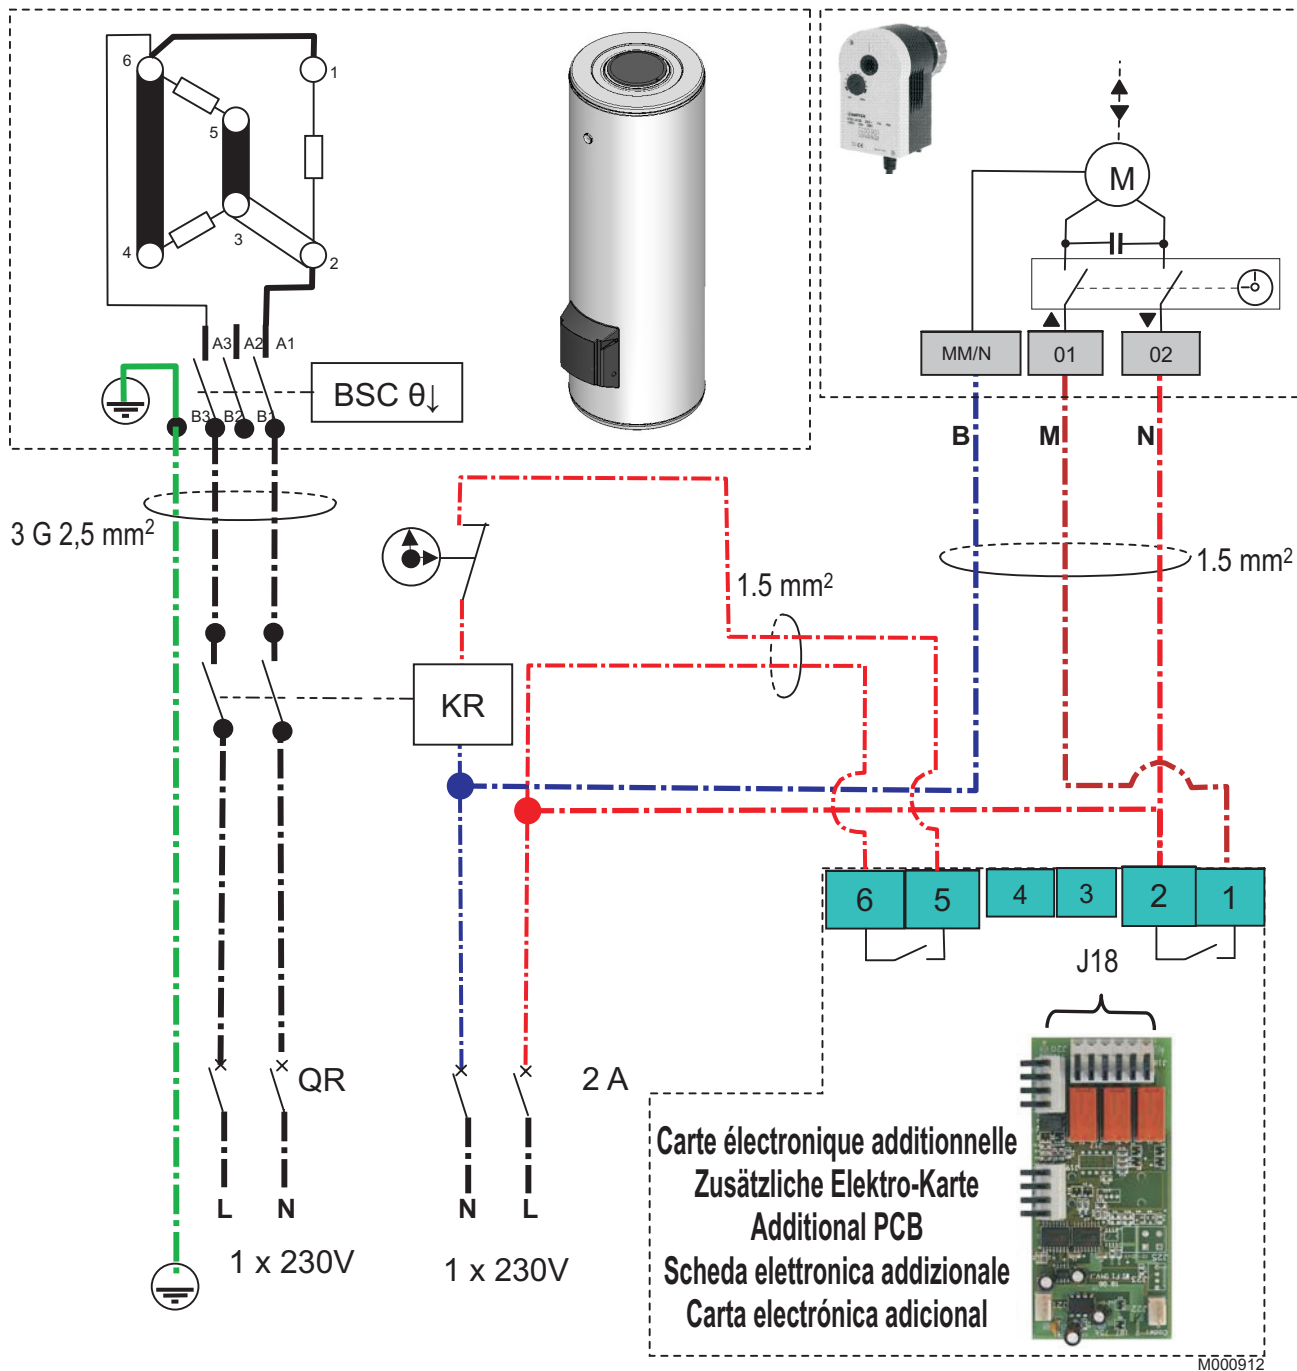 6
1
5
4
3
2
M
A3
A2
A1
BSC θ↓
B3
B2
B1
MM/N
01
02
B
M
N
3 G 2,5 mm²
1.5 mm²
1.5 mm²
KR
6
5
4
3
2
1
J18
QR
2 A
L
N
N
L
1 x 230V
1 x 230V
Carte électronique additionnelle
Zusätzliche Elektro-Karte
Additional PCB
Scheda elettronica addizionale
Carta electrónica adicional
M000912